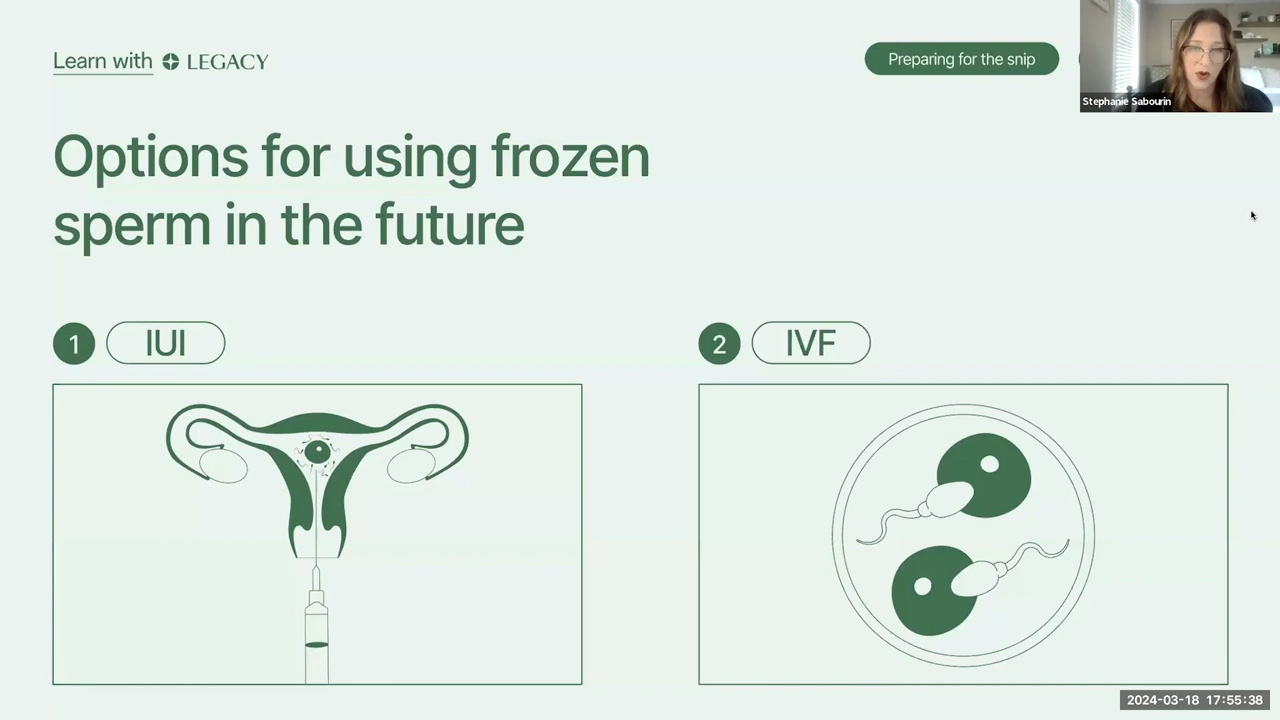 Learn with LEGACY
Preparing for the snip
Stephanie Sabourin
Options for using frozen
sperm in the future
1 IUI
2 IVF
2024-03-18 17:55:38